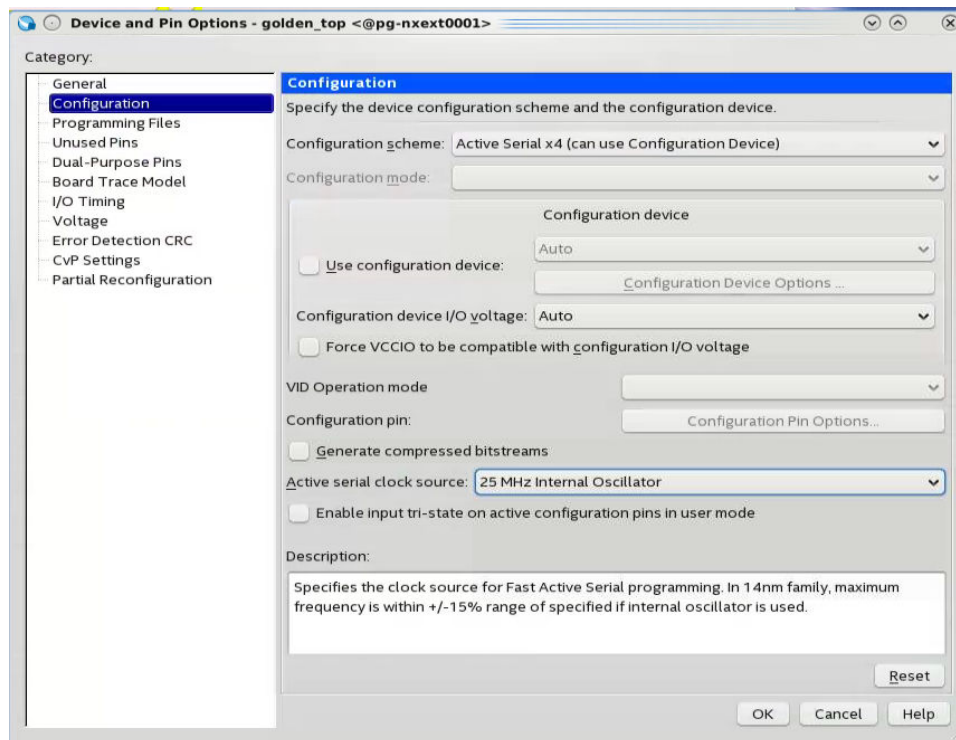 Device and Pin Options - golden_top <@pg-nxext0001>
Category:
General
Configuration
Programming Files
Unused Pins
Dual-Purpose Pins
Board Trace Model
I/O Timing
Voltage
Error Detection CRC
CvP Settings
Partial Reconfiguration
Configuration
Specify the device configuration scheme and the configuration device.
Configuration scheme: Active Serial x4 (can use Configuration Device)
Configuration mode:
Configuration device
Auto
Use configuration device:
Configuration Device Options ...
Configuration device I/O voltage: Auto
Force VCCIO to be compatible with configuration I/O voltage
VID Operation mode
Configuration pin: Configuration Pin Options...
Generate compressed bitstreams
Active serial clock source: 25 MHz Internal Oscillator
Enable input tri-state on active configuration pins in user mode
Description:
Specifies the clock source for Fast Active Serial programming. In 14nm family, maximum
frequency is within +/-15% range of specified if internal oscillator is used.
Reset
OK Cancel Help